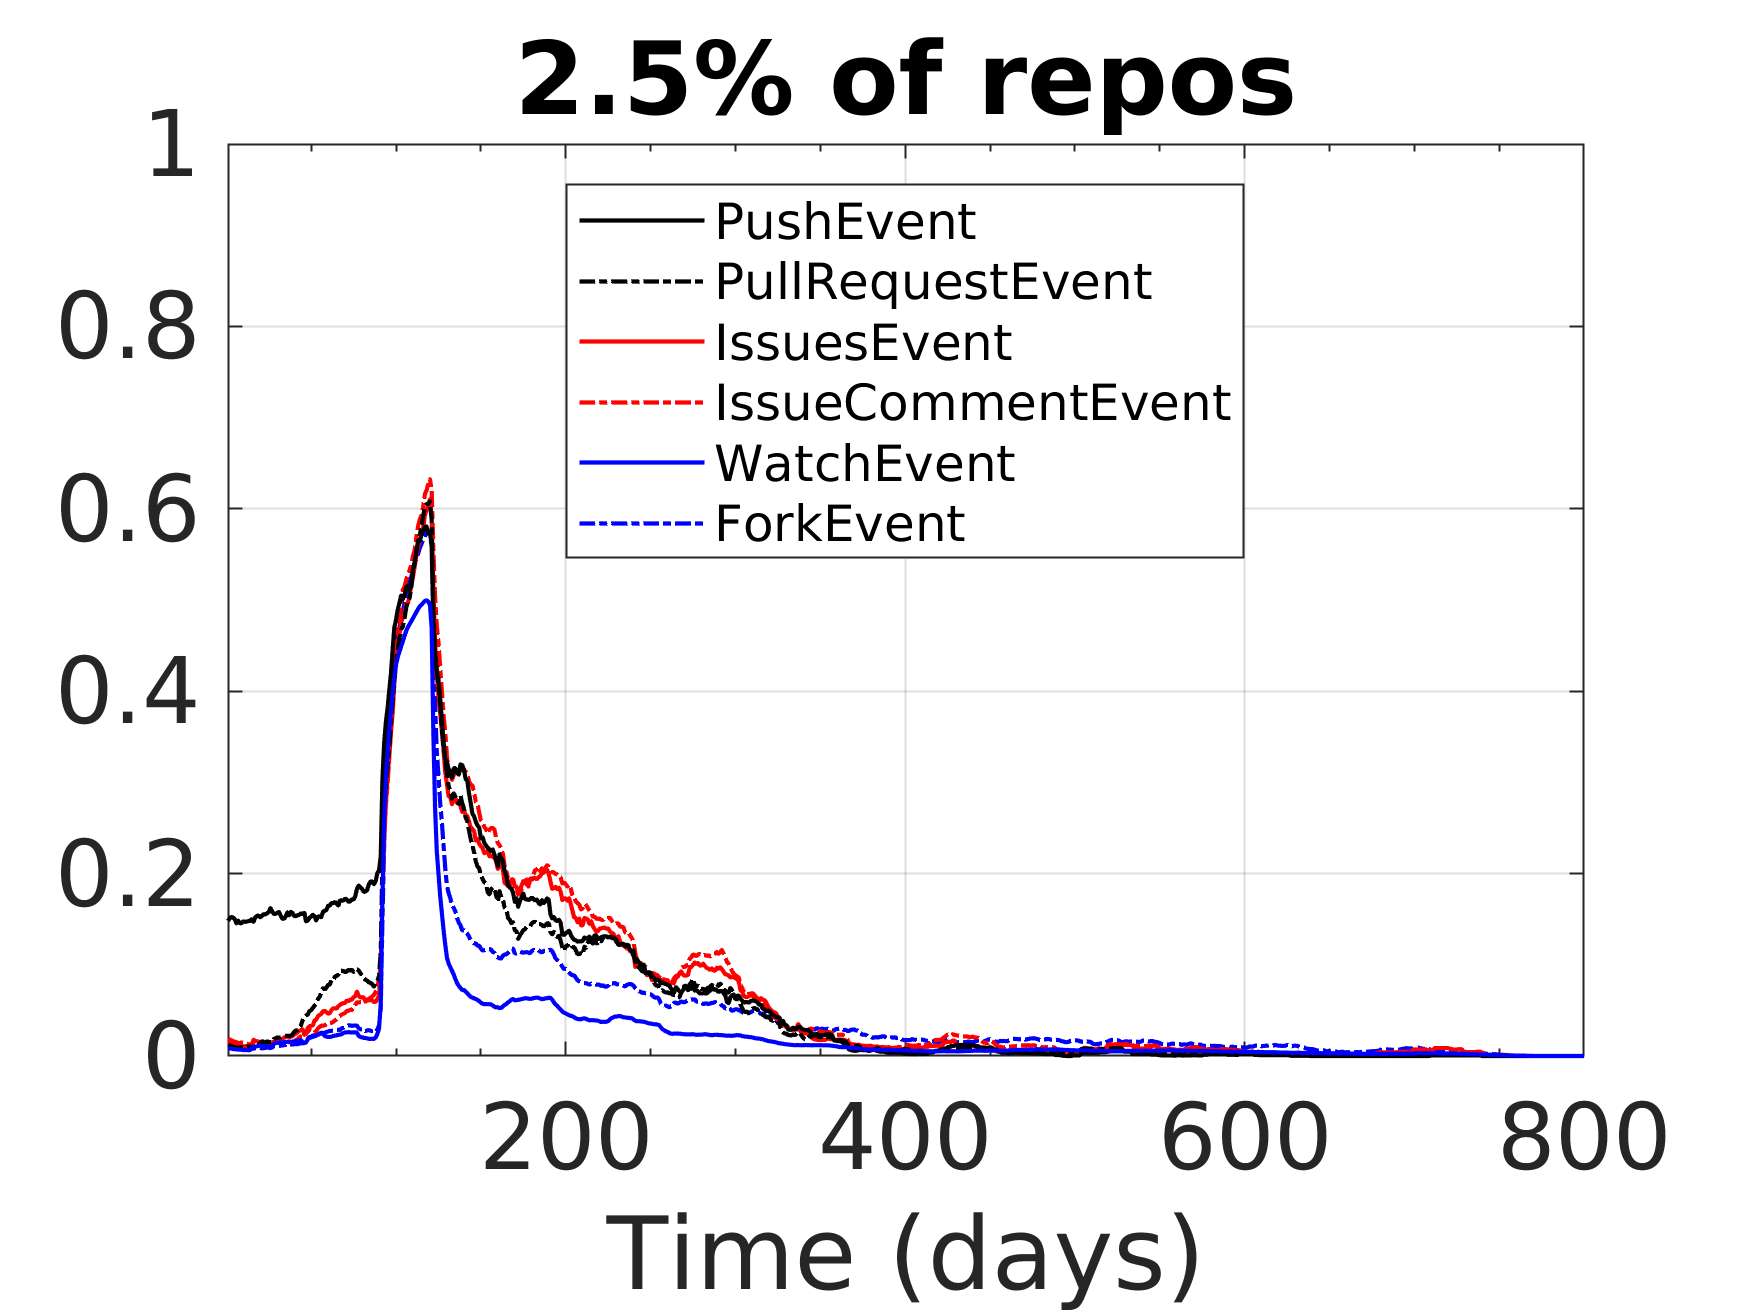 2.5% of repos
1
0.8
0.6
0.4
0.2
0
PushEvent
PullRequestEvent
IssuesEvent
IssueCommentEvent
WatchEvent
ForkEvent
200 400 600 800
Time (days)